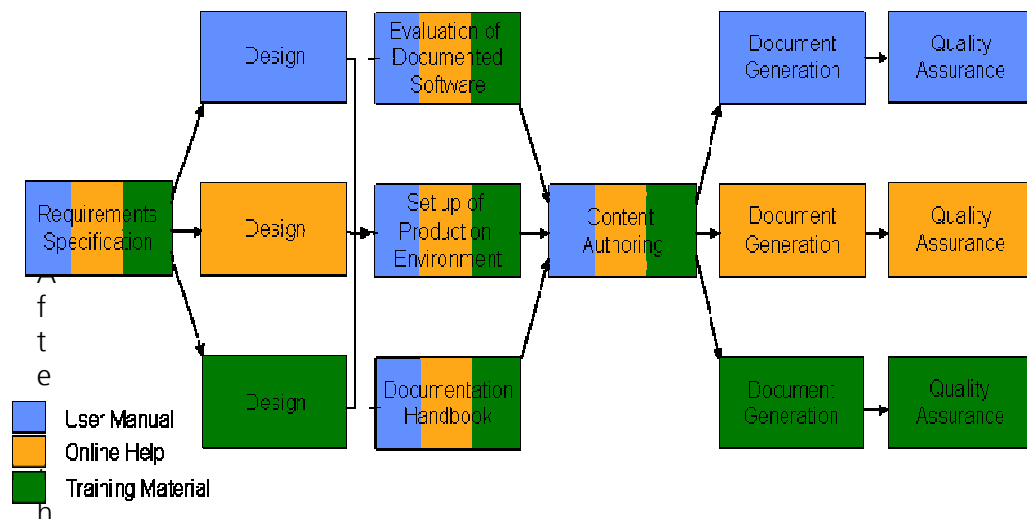 Design
Evaluation of
Documented
Software
Document
Generation
Quality
Assurance
Requirements
Specification
Design
Set up of
Production
Environment
Content
Authoring
Document
Generation
Quality
Assurance
Design
Documentation
Handbook
Document
Generation
Quality
Assurance
A
f
t
e
User Manual
Online Help
Training Material
h